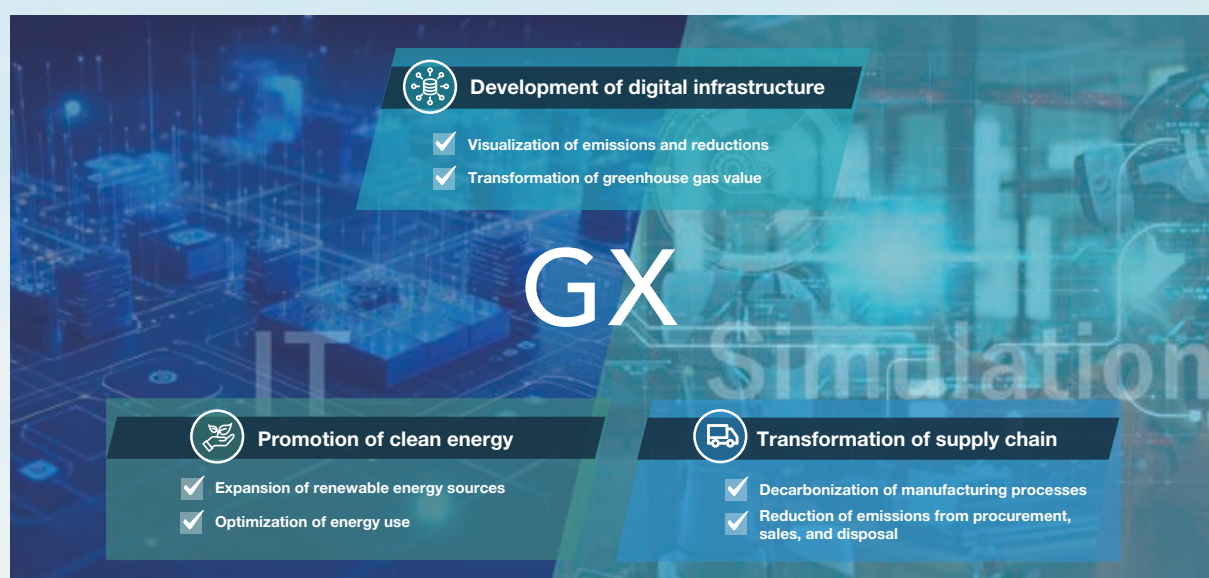 Development of digital infrastructure
Visualization of emissions and reductions
Transformation of greenhouse gas value
GX
IT
Simulation
Promotion of clean energy
Expansion of renewable energy sources
Optimization of energy use
Transformation of supply chain
Decarbonization of manufacturing processes
Reduction of emissions from procurement,
sales, and disposal